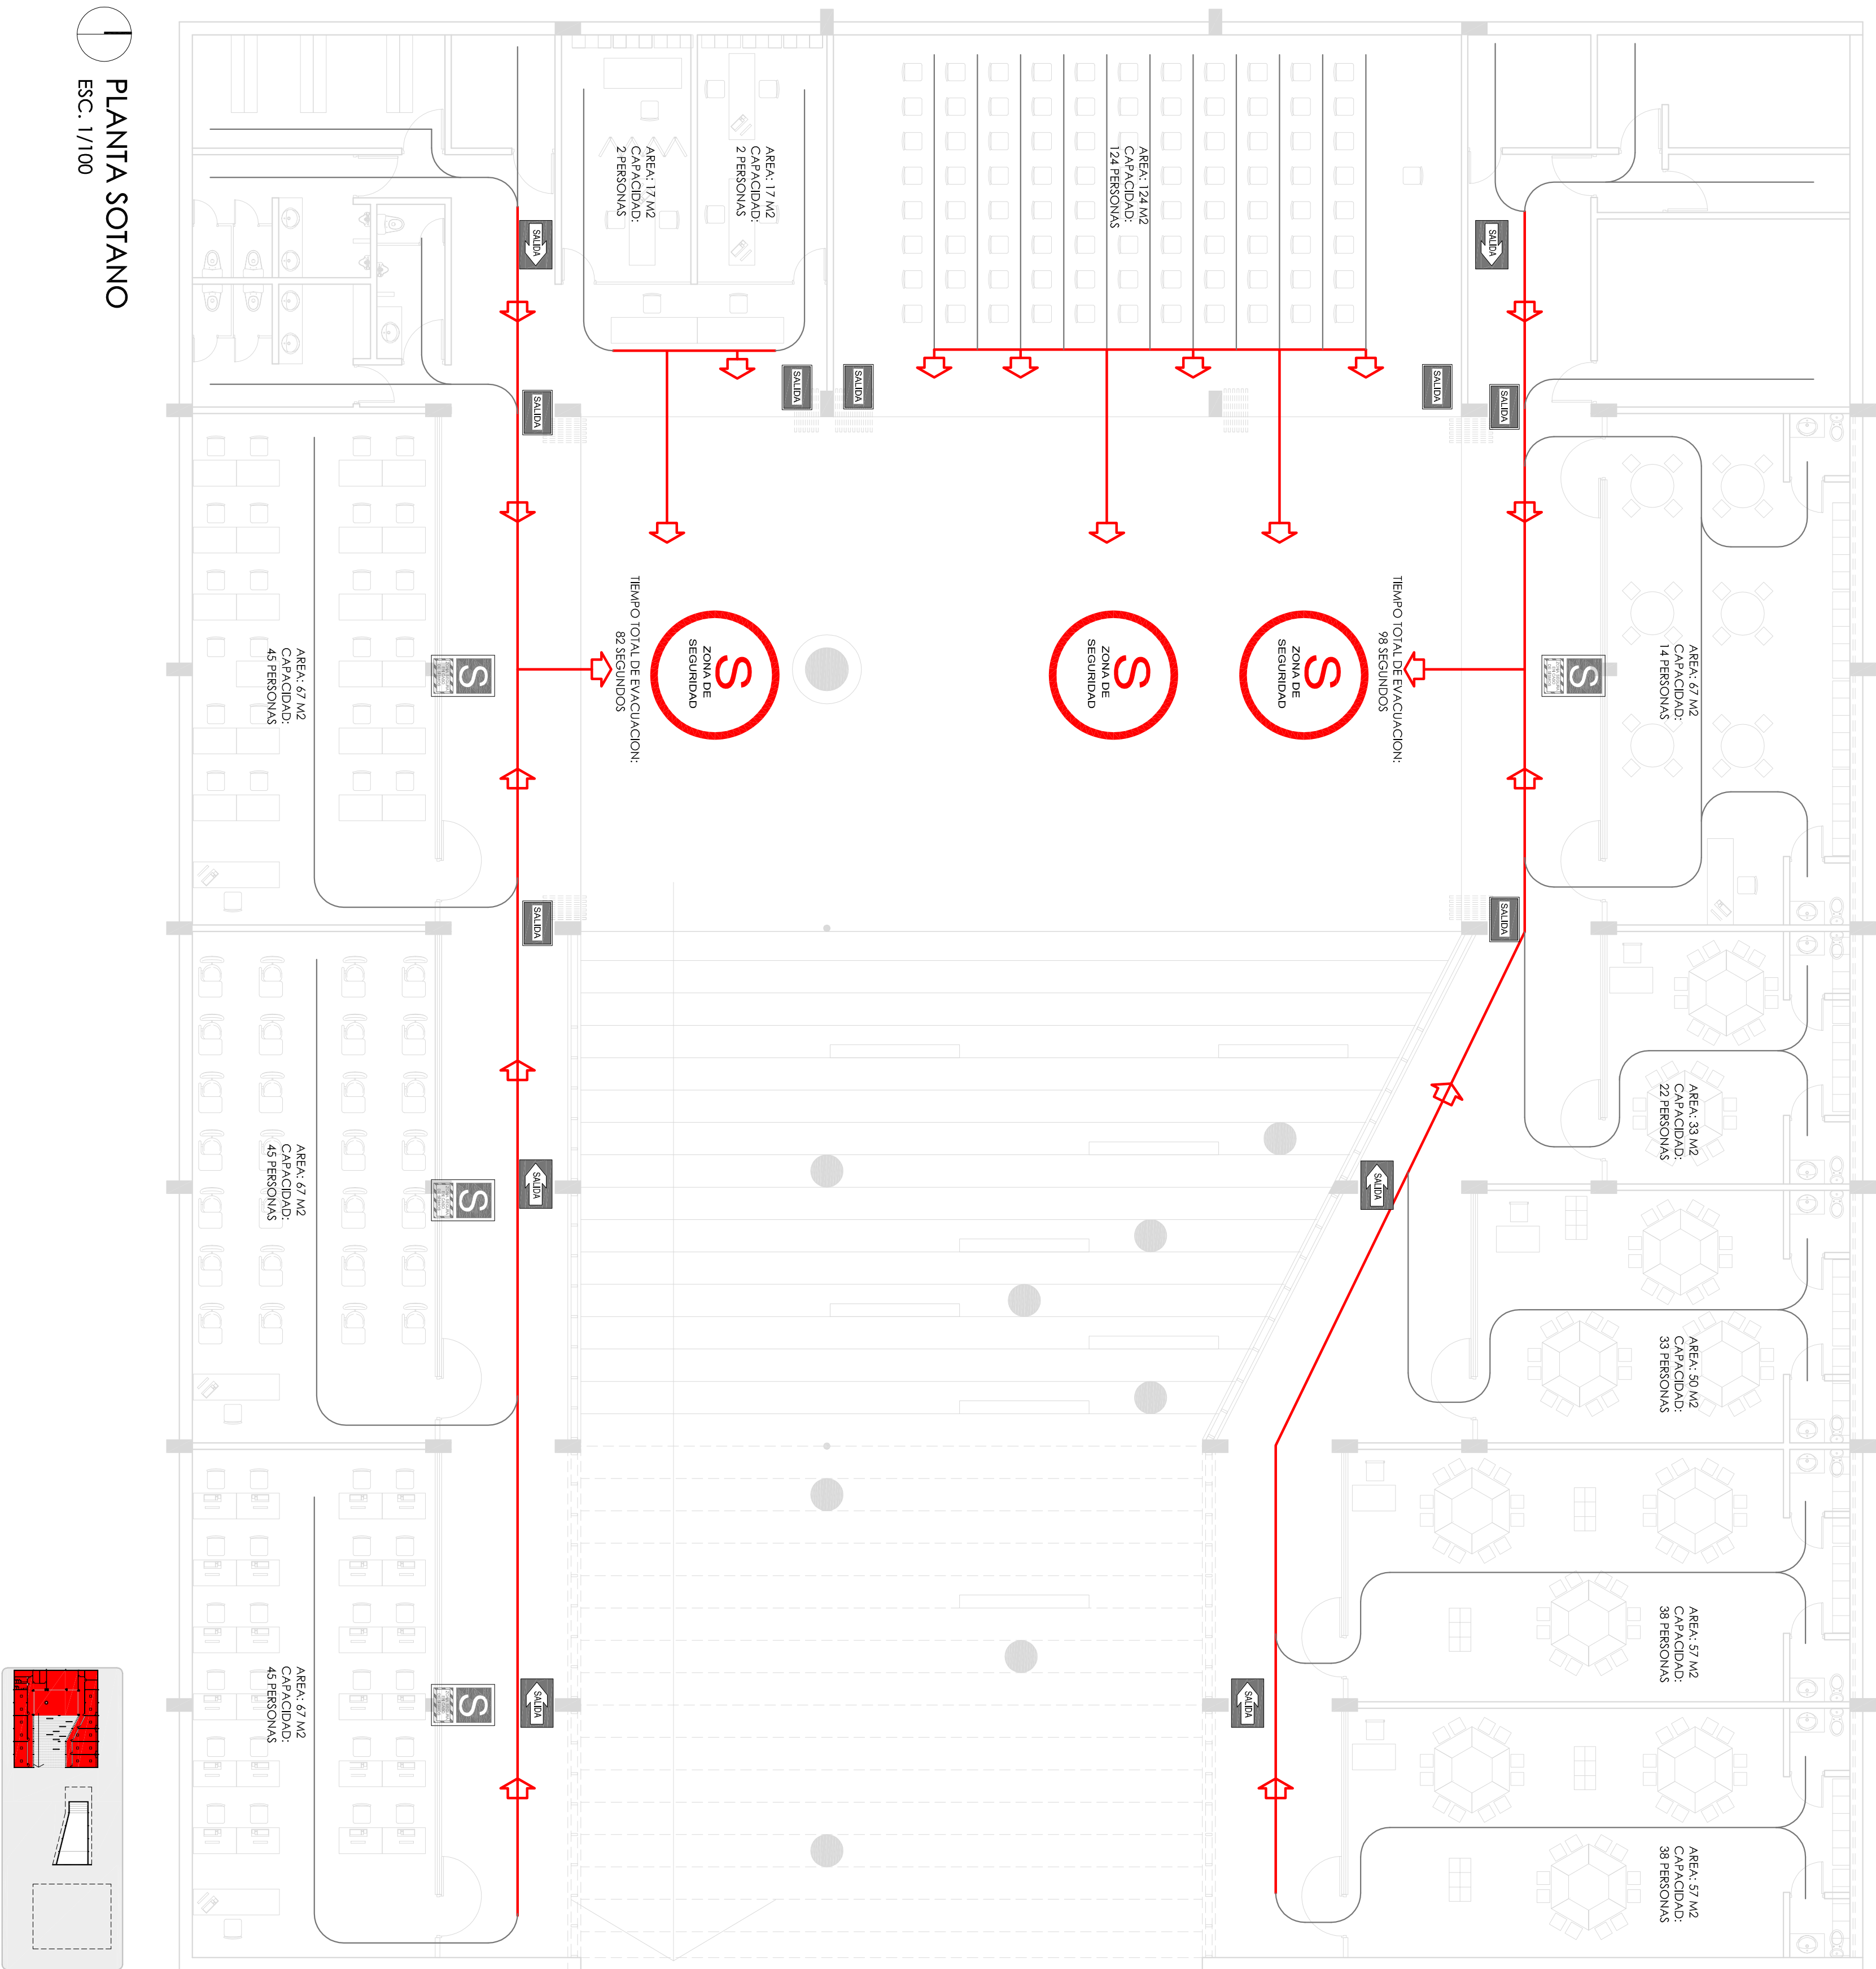 AREA: 67 M2
CAPACIDAD:
14 PERSONAS
AREA: 33 M2
CAPACIDAD:
22 PERSONAS
AREA: 50 M2
CAPACIDAD:
33 PERSONAS
AREA: 57 M2
CAPACIDAD:
38 PERSONAS
AREA: 57 M2
CAPACIDAD:
38 PERSONAS
S
SALIDA
SALIDA
SALIDA
SALIDA
TIEMPO TOTAL DE EVACUACION:
98 SEGUNDOS
SALIDA
SALIDA
S
ZONA DE
SEGURIDAD
AREA: 124 M2
CAPACIDAD:
124 PERSONAS
S
ZONA DE
SEGURIDAD
SALIDA
SALIDA
AREA: 17 M2
CAPACIDAD:
2 PERSONAS
S
ZONA DE
SEGURIDAD
AREA: 17 M2
CAPACIDAD:
2 PERSONAS
TIEMPO TOTAL DE EVACUACION:
82 SEGUNDOS
SALIDA
SALIDA
SALIDA
SALIDA
SALIDA
S
S
S
AREA: 67 M2
CAPACIDAD:
45 PERSONAS
AREA: 67 M2
CAPACIDAD:
45 PERSONAS
AREA: 67 M2
CAPACIDAD:
45 PERSONAS
PLANTA SOTANO
ESC. 1/100